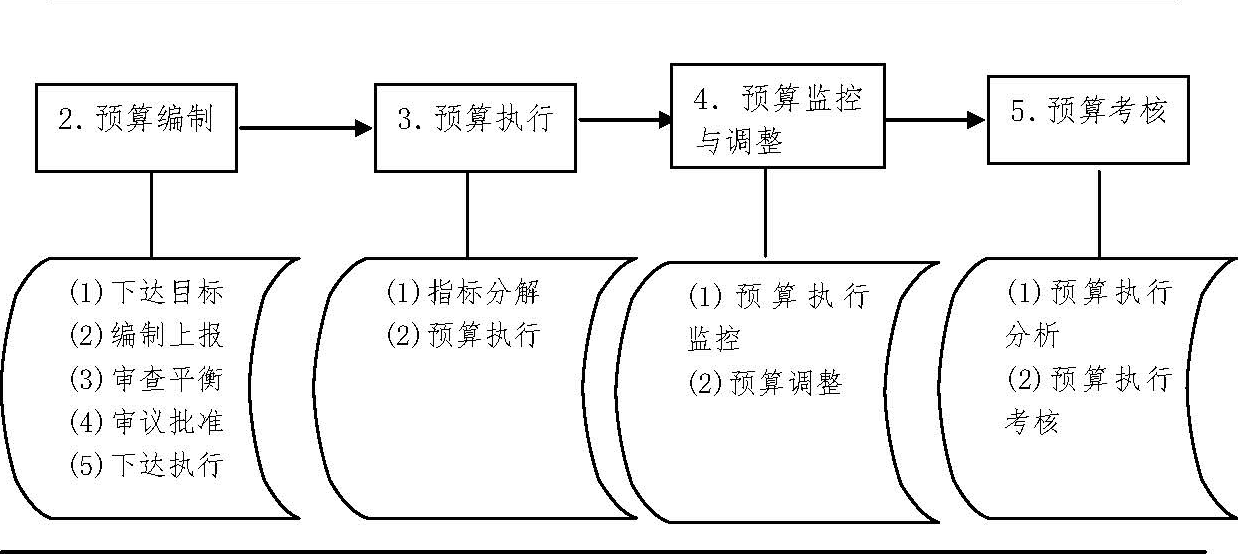 2. 预算编制
3. 预算执行
4. 预算监控
与调整
5. 预算考核
(1)下达目标
(2)编制上报
(3)审查平衡
(4)审议批准
(5)下达执行
(1)指标分解
(2)预算执行
(1)预算执行
监控
(2)预算调整
(1)预算执行
分析
(2)预算执行
考核